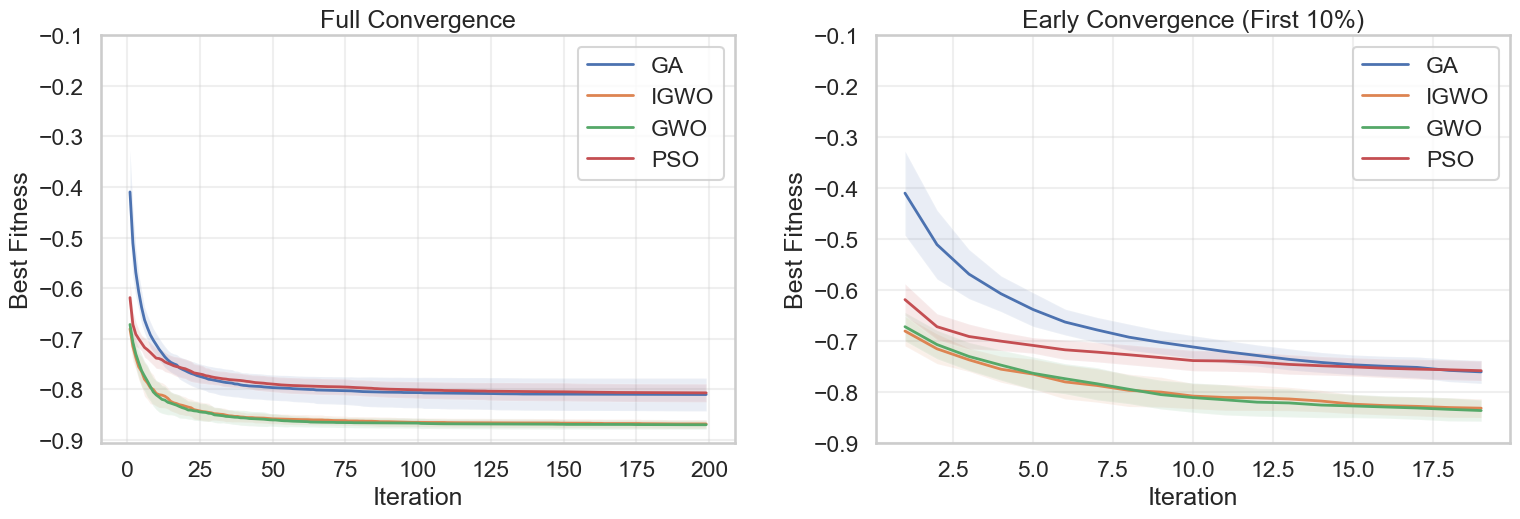 Full Convergence
Best Fitness
−0.1
−0.2
−0.3
−0.4
−0.5
−0.6
−0.7
−0.8
−0.9
GA
IGWO
GWO
PSO
0 25 50 75 100 125 150 175 200
Iteration
Early Convergence (First 10%)
Best Fitness
−0.1
−0.2
−0.3
−0.4
−0.5
−0.6
−0.7
−0.8
−0.9
GA
IGWO
GWO
PSO
2.5 5.0 7.5 10.0 12.5 15.0 17.5
Iteration